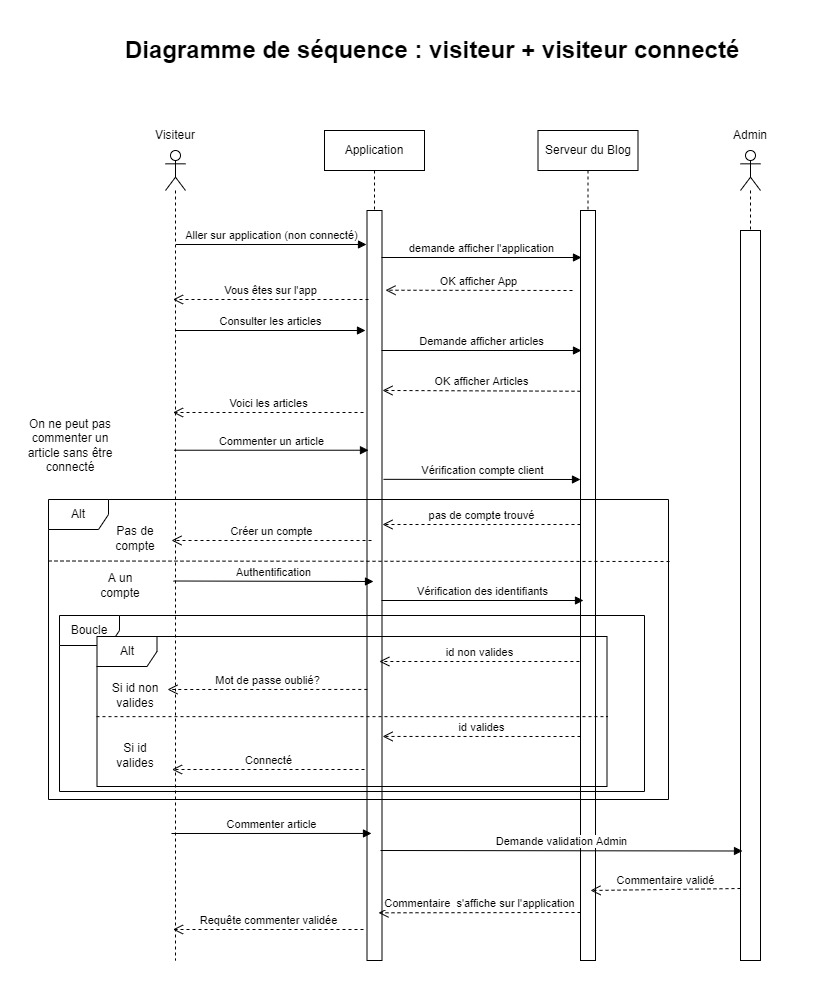 Diagramme de séquence : visiteur + visiteur connecté
Visiteur
Application
Serveur du Blog
Admin
Aller sur application (non connecté)
demande afficher l'application
OK afficher App
Vous êtes sur l'app
Consulter les articles
Demande afficher articles
OK afficher Articles
Voici les articles
On ne peut pas
commenter un
article sans être
connecté
Commenter un article
Vérification compte client
Alt
pas de compte trouvé
Pas de
compte
Créer un compte
A un
compte
Authentification
Vérification des identifiants
Boucle
Alt
id non valides
Si id non
valides
Mot de passe oublié?
id valides
Si id
valides
Connecté
Commenter article
Demande validation Admin
Commentaire validé
Commentaire  s'affiche sur l'application
Requête commenter validée